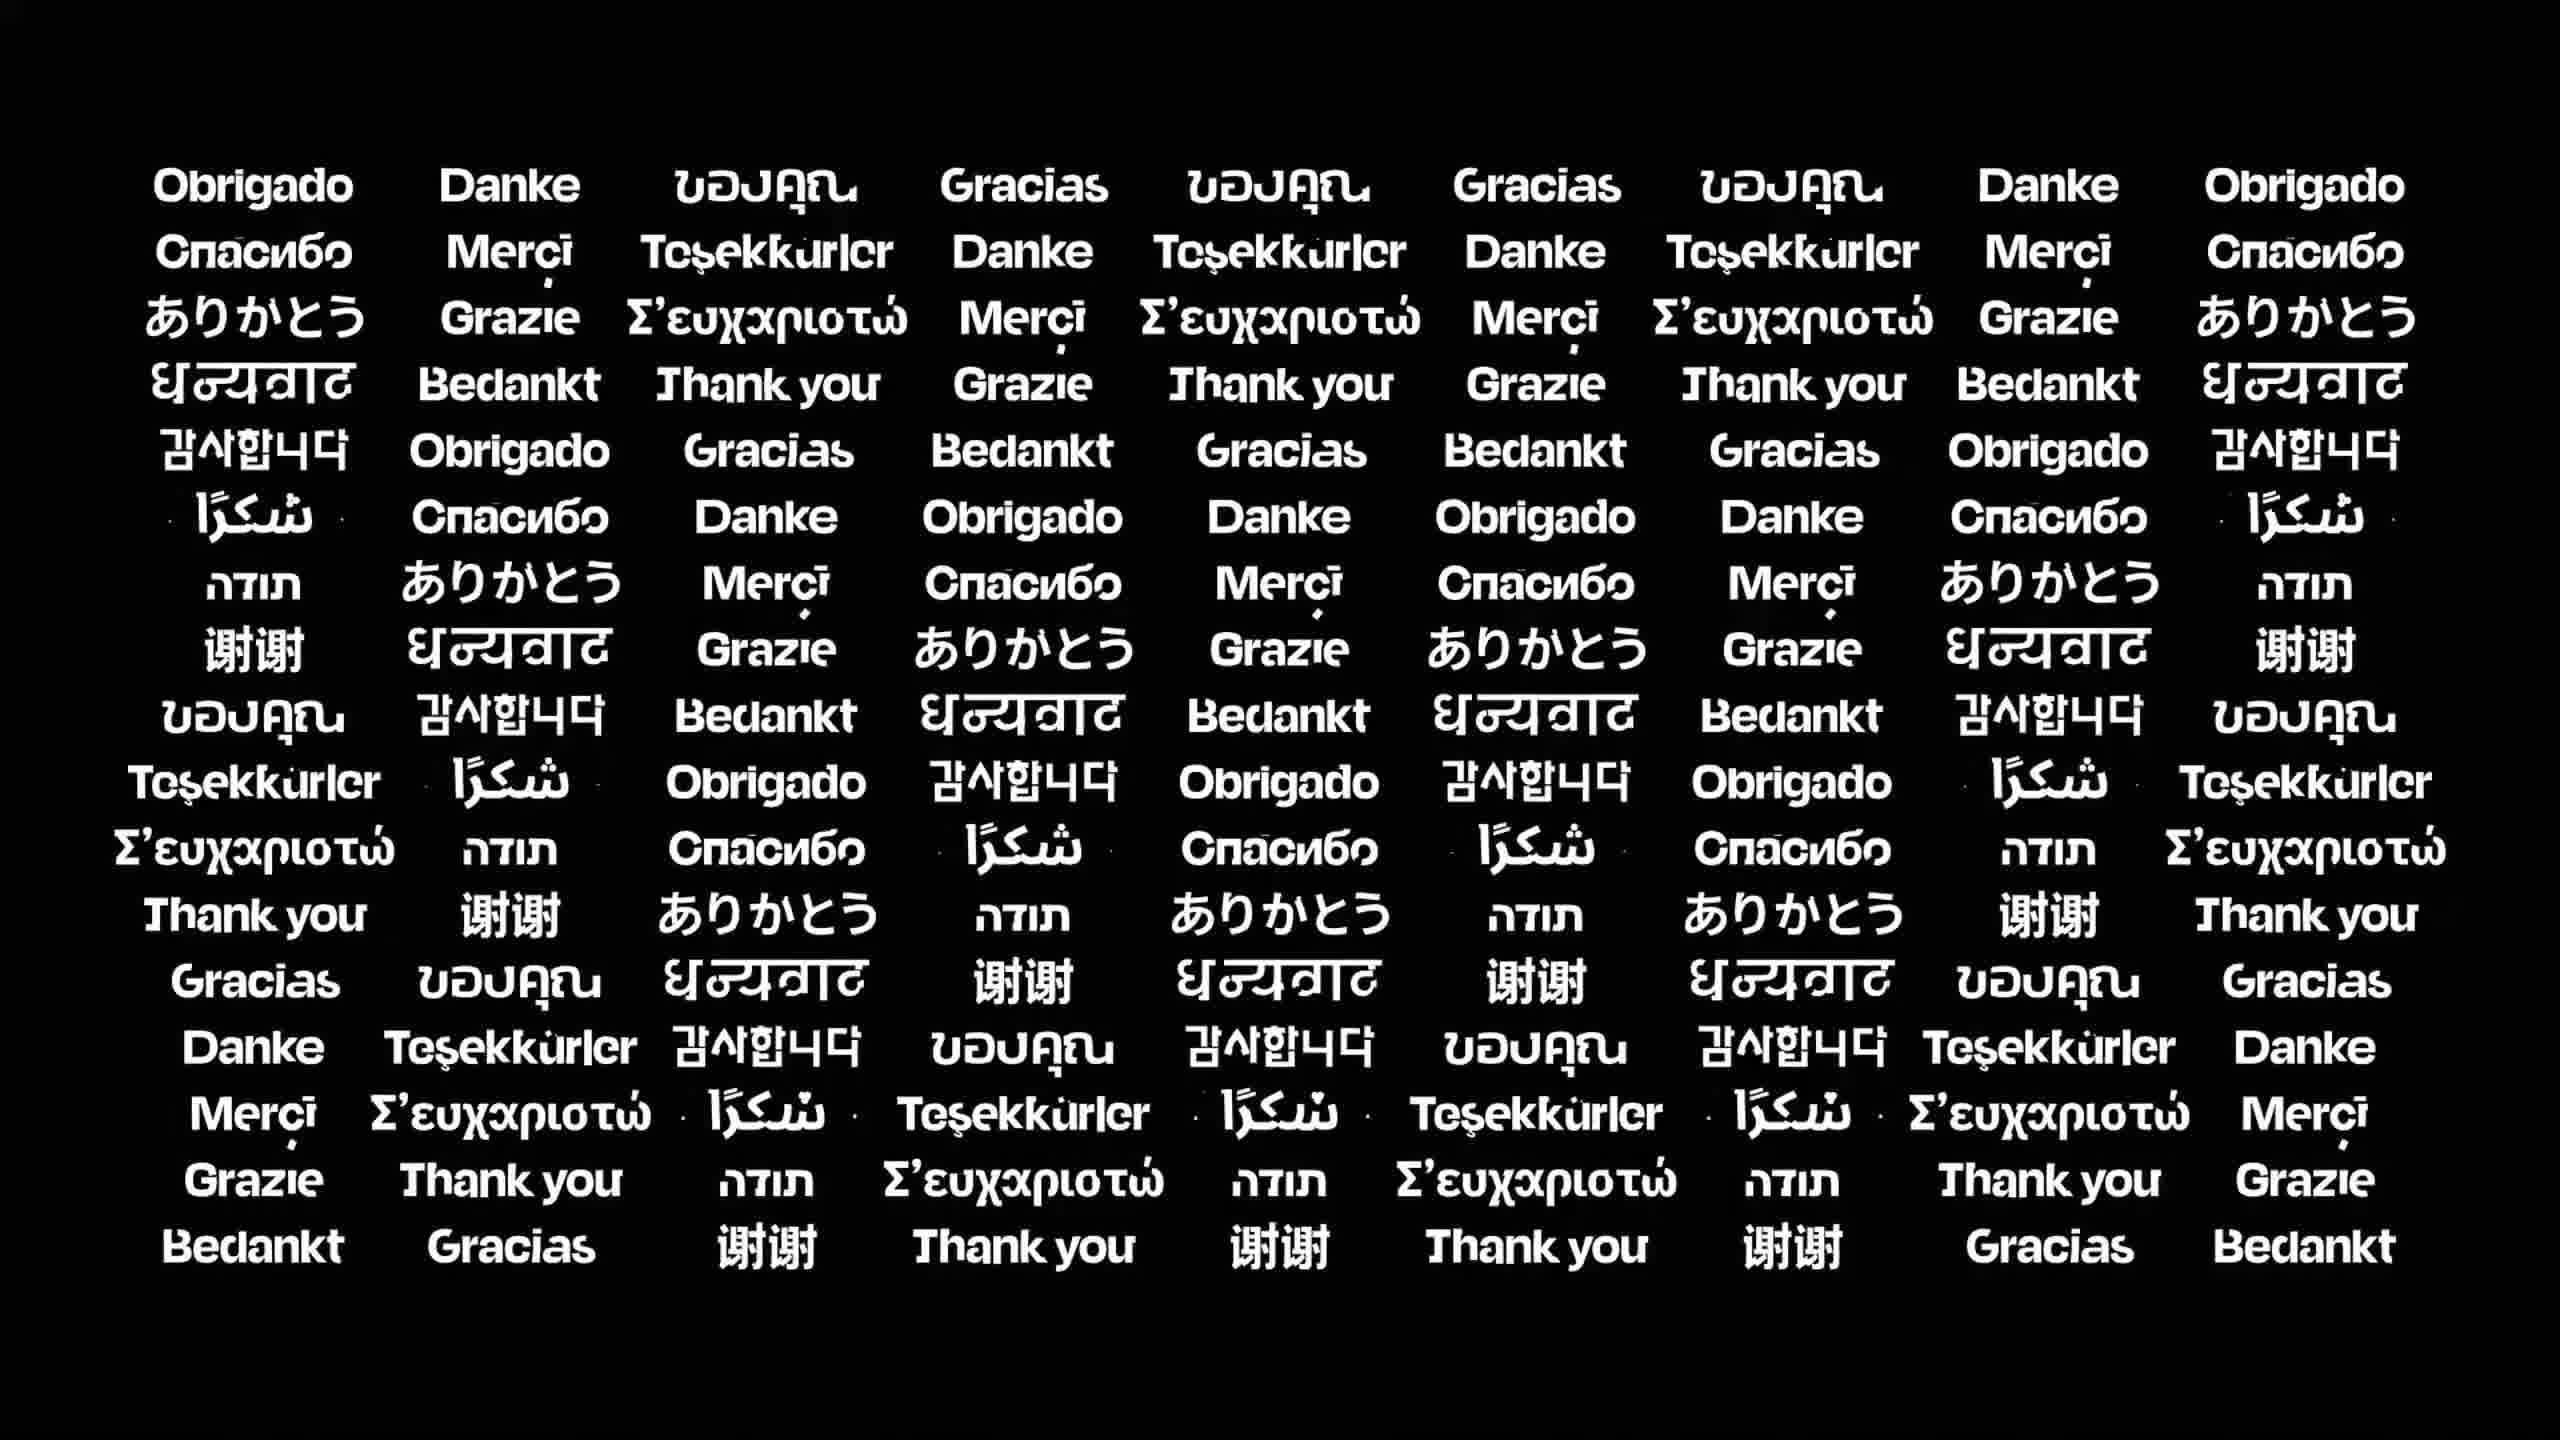 Obrigado Danke ขอบคุณ Gracias ขอบคุณ Gracias ขอบคุณ Danke Obrigado
Спасибо Merci Teşekkürler Danke Teşekkürler Danke Teşekkürler Merci Спасибо
ありがとう Grazie Σ'ευχαριστώ Merci Σ'ευχαριστώ Merci Σ'ευχαριστώ Grazie ありがとう
धन्यवाद Bedankt Thank you Grazie Thank you Grazie Thank you Bedankt धन्यवाद
감사합니다 Obrigado Gracias Bedankt Gracias Bedankt Gracias Obrigado 감사합니다
شكرًا Спасибо Danke Obrigado Danke Obrigado Danke Спасибо شكرًا
תודה ありがとう Merci Спасибо Merci Спасибо Merci ありがとう תודה
谢谢 धन्यवाद Grazie ありがとう Grazie ありがとう Grazie धन्यवाद 谢谢
ขอบคุณ 감사합니다 Bedankt धन्यवाद Bedankt धन्यवाद Bedankt 감사합니다 ขอบคุณ
Teşekkürler شكرًا Obrigado 감사합니다 Obrigado 감사합니다 Obrigado شكرًا Teşekkürler
Σ'ευχαριστώ תודה Спасибо شكرًا Спасибо شكرًا Спасибо תודה Σ'ευχαριστώ
Thank you 谢谢 ありがとう תודה ありがとう תודה ありがとう 谢谢 Thank you
Gracias ขอบคุณ धन्यवाद 谢谢 धन्यवाद 谢谢 धन्यवाद ขอบคุณ Gracias
Danke Teşekkürler 감사합니다 ขอบคุณ 감사합니다 ขอบคุณ 감사합니다 Teşekkürler Danke
Merci Σ'ευχαριστώ شكرًا Teşekkürler شكرًا Teşekkürler شكرًا Σ'ευχαριστώ Merci
Grazie Thank you תודה Σ'ευχαριστώ תודה Σ'ευχαριστώ תודה Thank you Grazie
Bedankt Gracias 谢谢 Thank you 谢谢 Thank you 谢谢 Gracias Bedankt